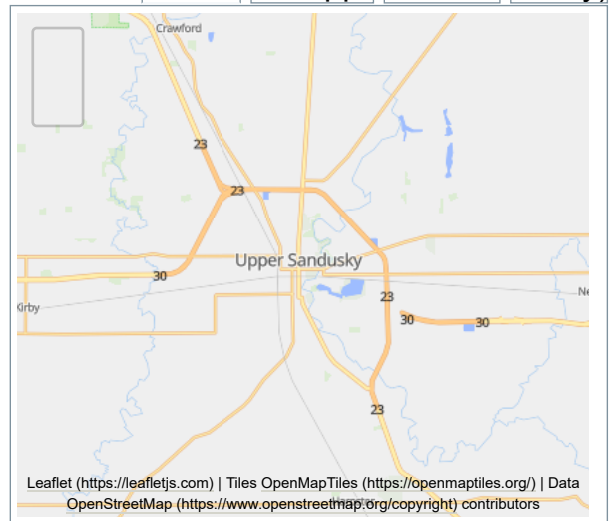 Crawford
23
23
Upper Sandusky
30
23
Kirby
30
30
23
Leaflet (https://leafletjs.com) | Tiles OpenMapTiles (https://openmaptiles.org/) | Data
OpenStreetMap (https://www.openstreetmap.org/copyright) contributors